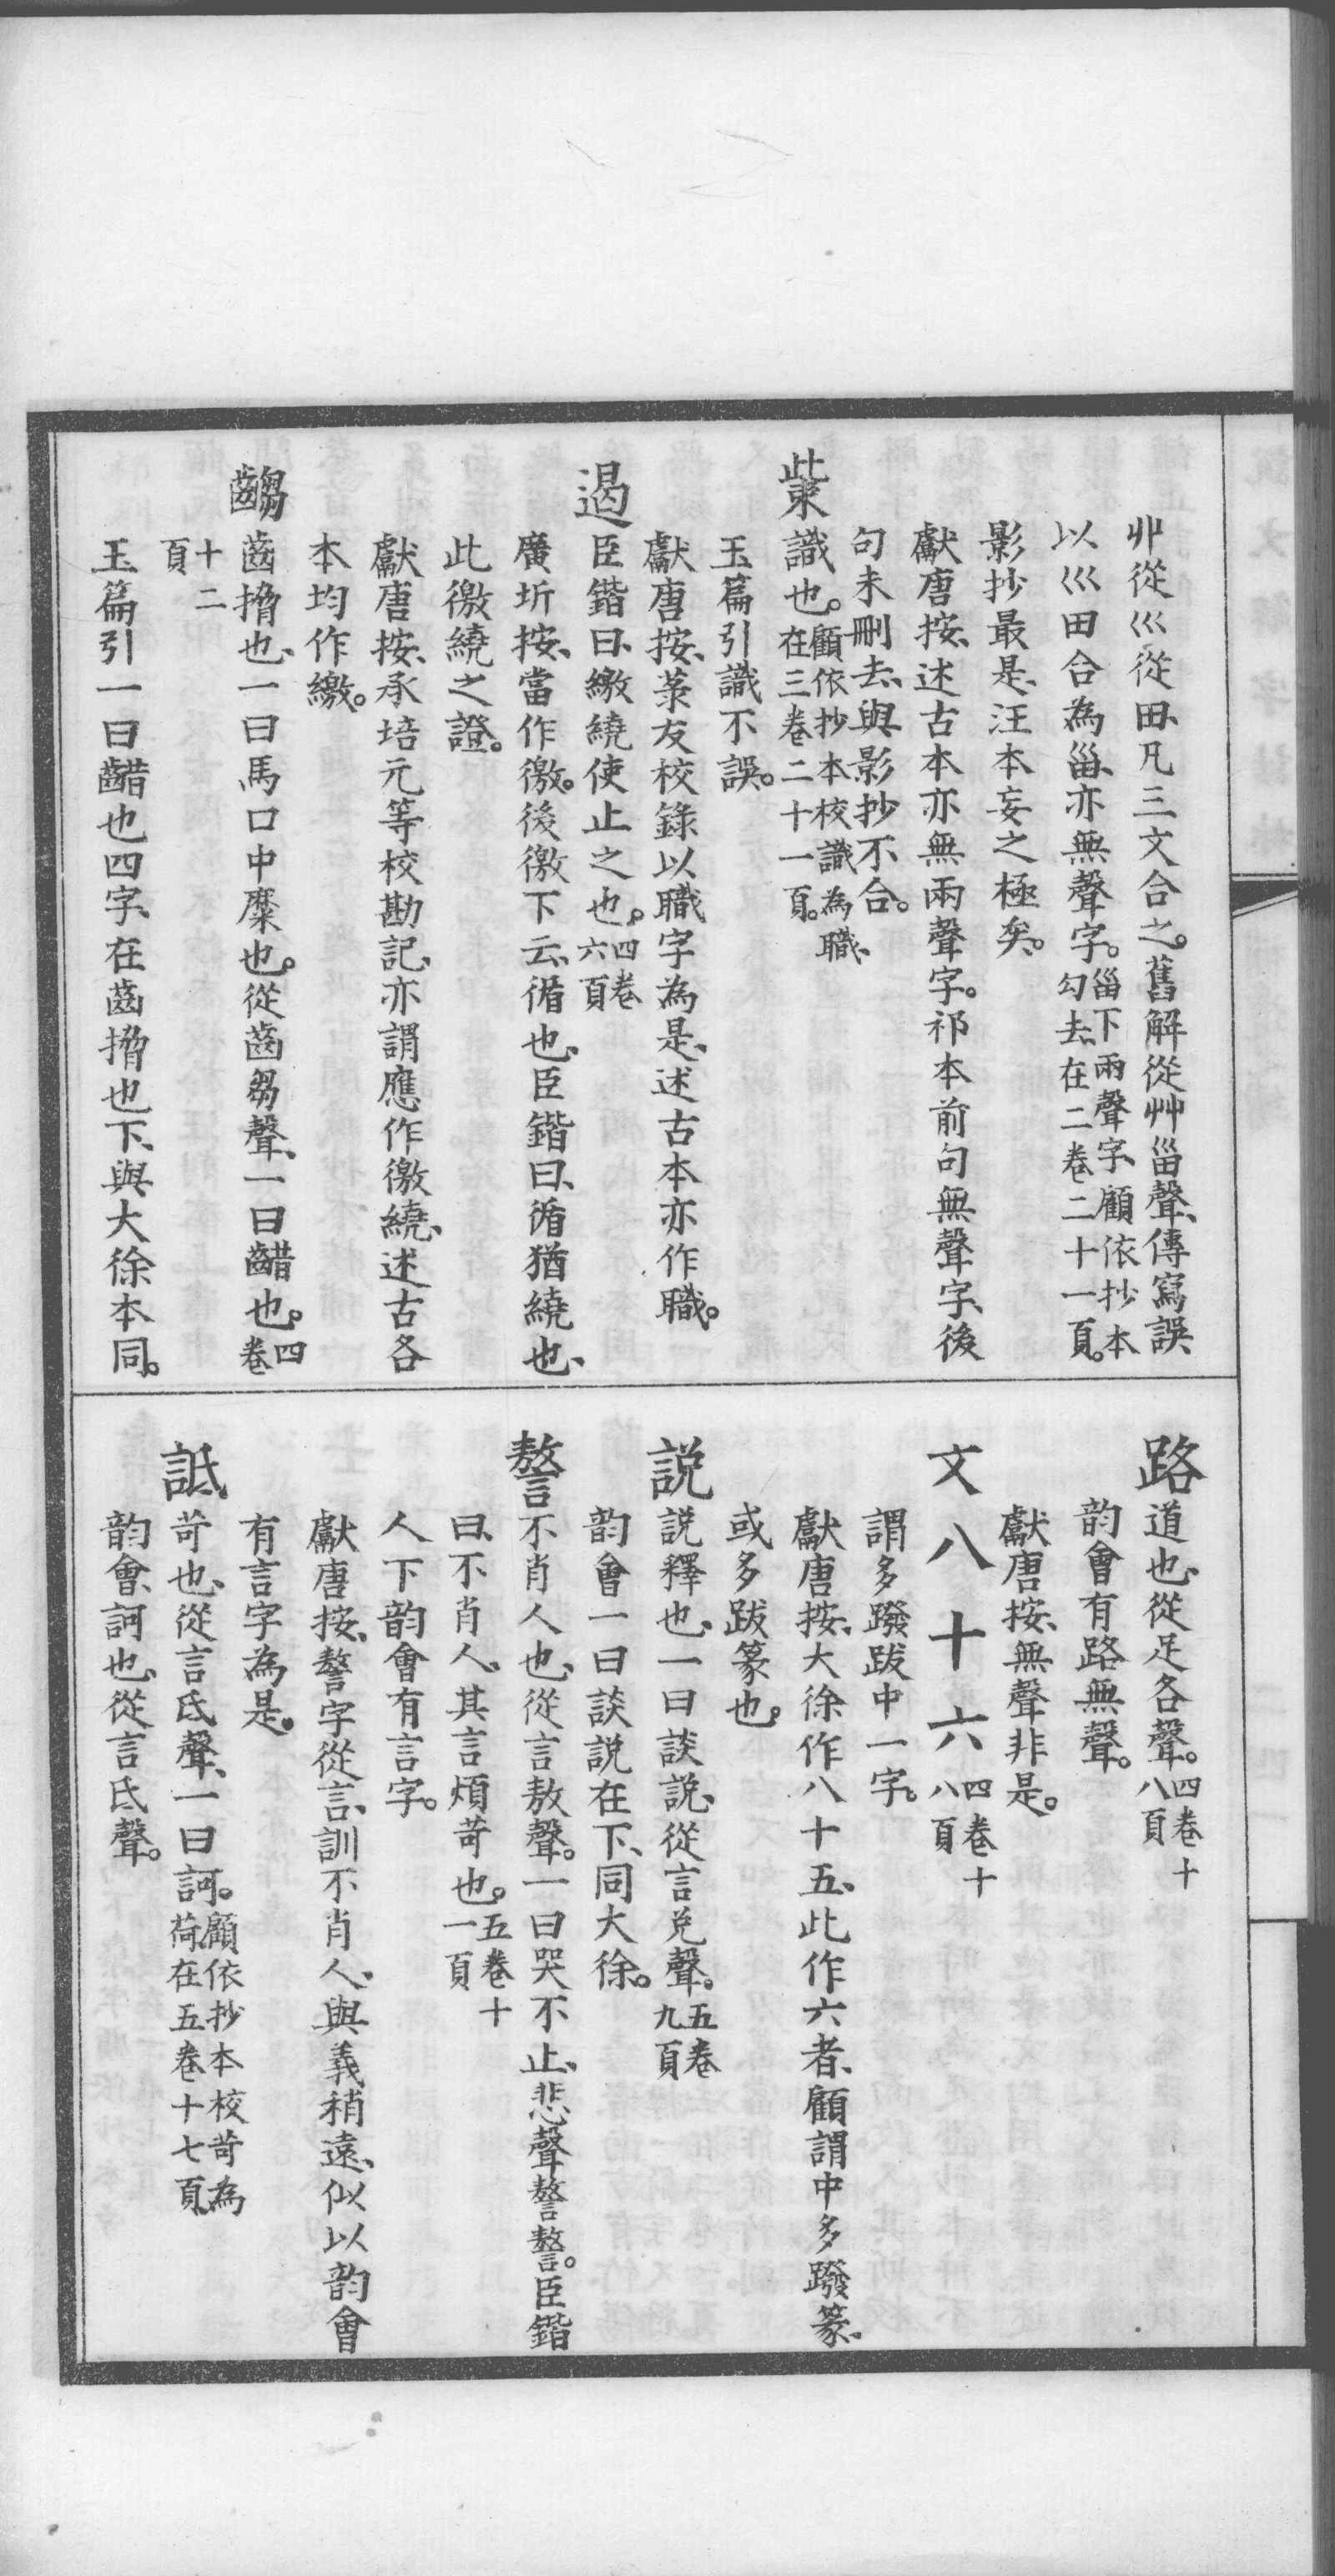 艸從巛從田、凡三文合之。舊解從艸甾聲、傳寫誤
以巛田合為甾、亦無聲字。甾下兩聲字、顧依抄本勾去、在二卷二十一頁。
影抄最是、汪本妄之極矣。
獻唐按、述古本亦無兩聲字。祁本前句無聲字、後
句未刪去、與影抄不合。
㭰 識也。顧依抄本校識為職、在三卷二十一頁。
玉篇引識不誤。
獻唐按、菉友校錄以職字為是、述古本亦作職。
遏 臣鍇曰、繳繞使止之也。四卷六頁
廣圻按、當作徼。後徼下云、循也、臣鍇曰、循猶繞也、
此徼繞之證。
獻唐按、承培元等校勘記、亦謂應作徼繞、述古各
本均作繳。
齺 齒搚也、一曰馬口中糜也。從齒芻聲、一曰齰也。四卷
十二頁
玉篇引一曰齰也四字、在齒搚也下、與大徐本同。
路 道也、從足各聲。四卷十八頁
韵會有路無聲。
獻唐按、無聲非是。
文八十六 四卷十八頁
謂多蹳跋中一字。
獻唐按、大徐作八十五、此作六者、顧謂中多蹳篆、
或多跋篆也。
説 説釋也、一曰談説、從言兌聲。五卷九頁
韵會一曰談説在下、同大徐。
謷 不肖人也、從言敖聲。一曰哭不止、悲聲謷謷。臣鍇
曰、不肖人、其言煩苛也。五卷十一頁
人下韵會有言字。
獻唐按、謷字從言、訓不肖人、與義稍遠、似以韵會
有言字為是。
詆 苛也、從言氐聲、一曰訶。顧依抄本校苛為荷、在五卷十七頁、
韵會、訶也、從言氐聲。